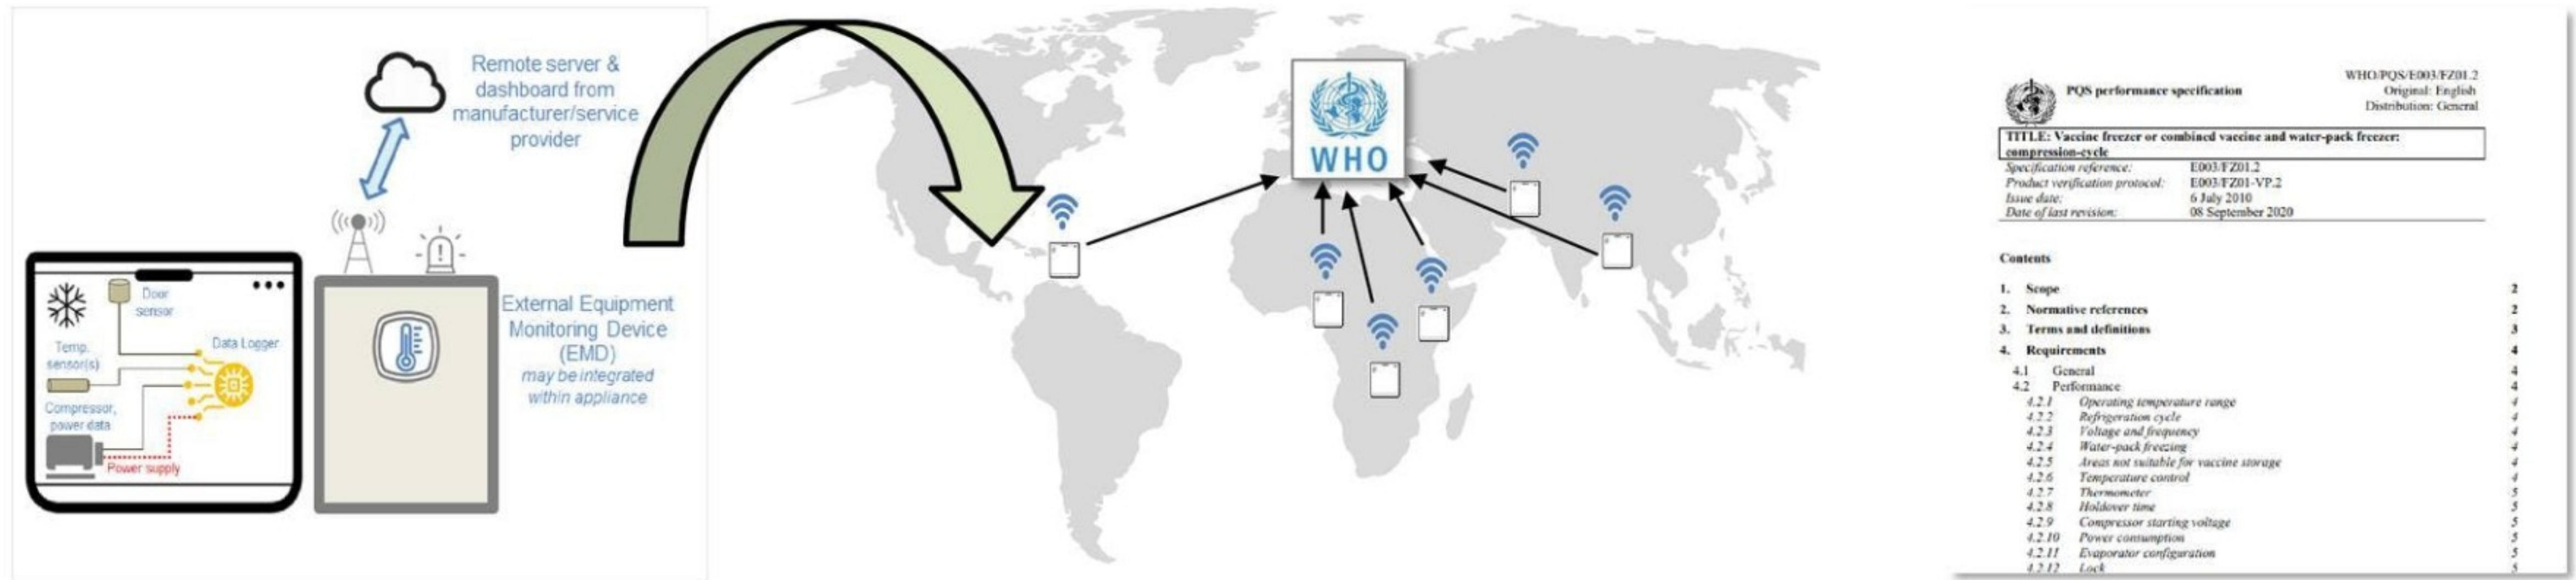 Remote server &
dashboard from
manufacturer/service
provider
Door
sensor
Temp.
sensor(s)
Data Logger
Compressor,
power data
Power supply
External Equipment
Monitoring Device
(EMD)
may be integrated
within appliance
WHO
WHO/PQS/E003/FZ01.2
Original: English
Distribution: General
PQS performance specification
TITLE: Vaccine freezer or combined vaccine and water-pack freezer:
compression-cycle
Specification reference: E003/FZ01.2
Product verification protocol: E003/FZ01-VP.2
Issue date: 6 July 2010
Date of last revision: 08 September 2020
Contents
1. Scope 2
2. Normative references 2
3. Terms and definitions 3
4. Requirements 4
4.1 General 4
4.2 Performance 4
4.2.1 Operating temperature range 4
4.2.2 Refrigeration cycle 4
4.2.3 Voltage and frequency 4
4.2.4 Water-pack freezing 4
4.2.5 Areas not suitable for vaccine storage 4
4.2.6 Temperature control 4
4.2.7 Thermometer 5
4.2.8 Holdover time 5
4.2.9 Compressor starting voltage 5
4.2.10 Power consumption 5
4.2.11 Evaporator configuration 5
4.2.12 Lock 5